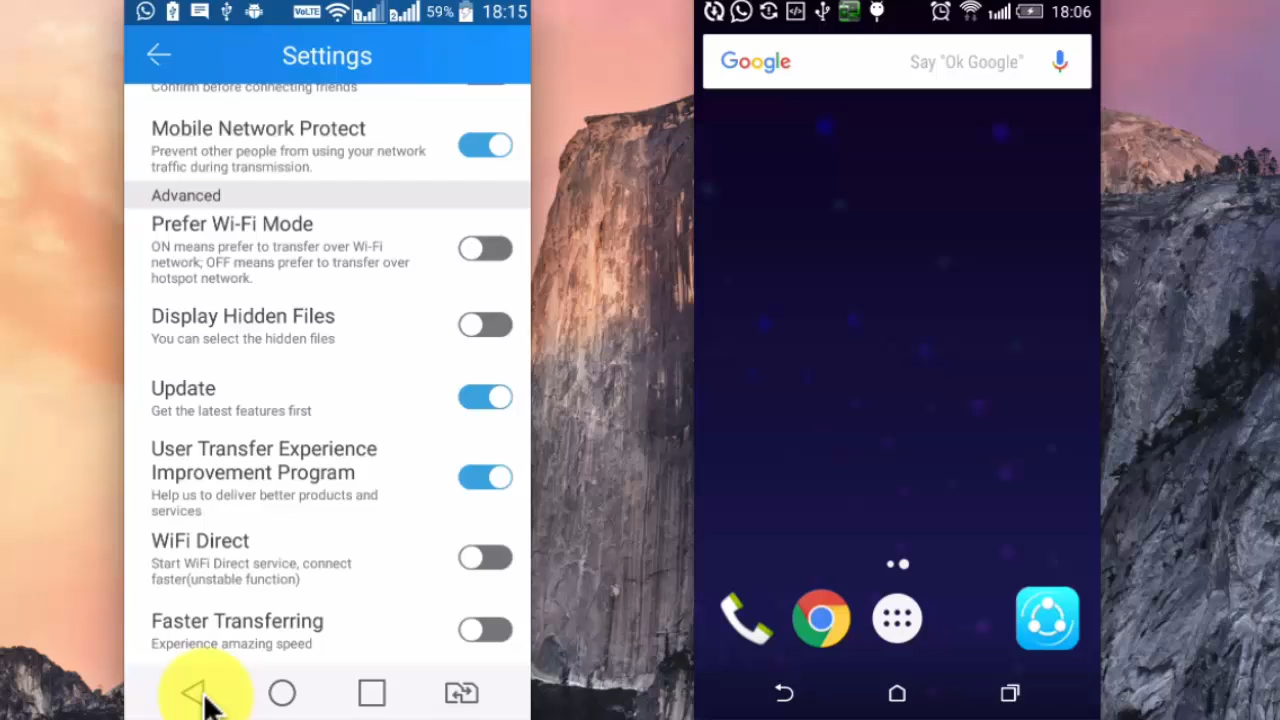 VoLTE 1 2 59% 18:15
Settings
Confirm before connecting friends
Mobile Network Protect
Prevent other people from using your network
traffic during transmission.
Advanced
Prefer Wi-Fi Mode
ON means prefer to transfer over Wi-Fi
network; OFF means prefer to transfer over
hotspot network.
Display Hidden Files
You can select the hidden files
Update
Get the latest features first
User Transfer Experience
Improvement Program
Help us to deliver better products and
services
WiFi Direct
Start WiFi Direct service, connect
faster(unstable function)
Faster Transferring
Experience amazing speed
18:06
Google Say "Ok Google"